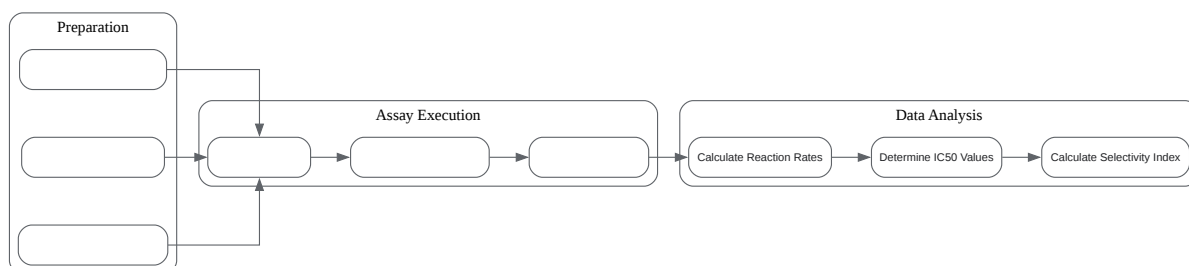 Preparation
Assay Execution
Data Analysis
Calculate Reaction Rates
Determine IC50 Values
Calculate Selectivity Index